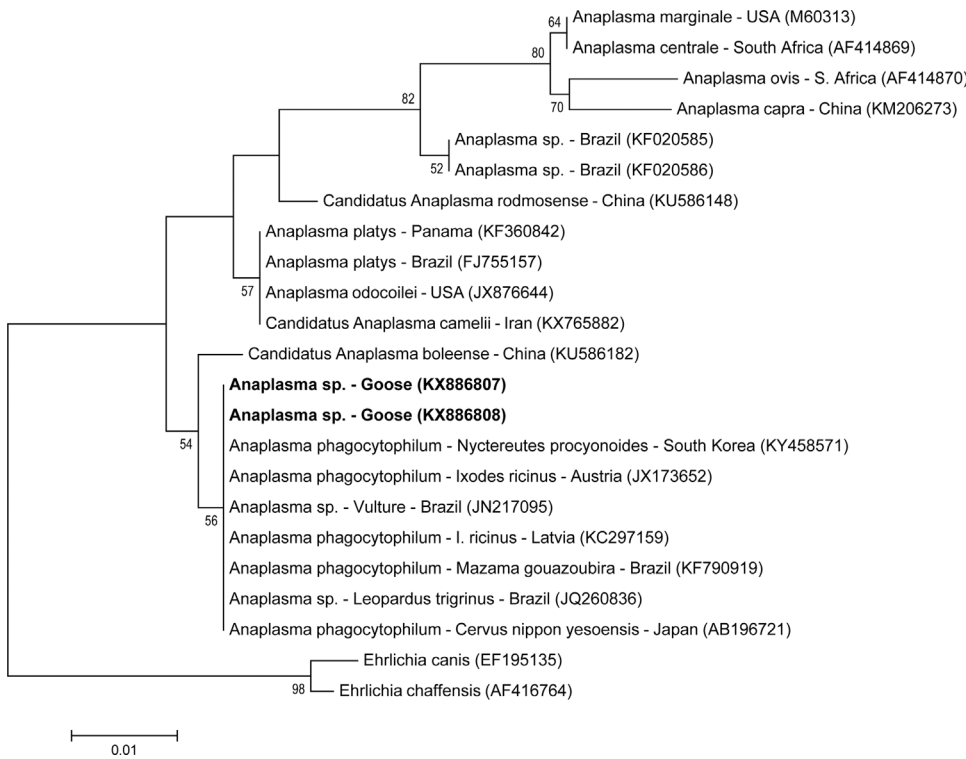 Anaplasma marginale - USA (M60313)
64
Anaplasma centrale - South Africa (AF414869)
80
Anaplasma ovis - S. Africa (AF414870)
70
Anaplasma capra - China (KM206273)
82
Anaplasma sp. - Brazil (KF020585)
52
Anaplasma sp. - Brazil (KF020586)
Candidatus Anaplasma rodmosense - China (KU586148)
Anaplasma platys - Panama (KF360842)
Anaplasma platys - Brazil (FJ755157)
57
Anaplasma odocoilei - USA (JX876644)
Candidatus Anaplasma camelii - Iran (KX765882)
Candidatus Anaplasma boleense - China (KU586182)
Anaplasma sp. - Goose (KX886807)
Anaplasma sp. - Goose (KX886808)
54
Anaplasma phagocytophilum - Nyctereutes procyonoides - South Korea (KY458571)
Anaplasma phagocytophilum - Ixodes ricinus - Austria (JX173652)
56
Anaplasma sp. - Vulture - Brazil (JN217095)
Anaplasma phagocytophilum - I. ricinus - Latvia (KC297159)
Anaplasma phagocytophilum - Mazama gouazoubira - Brazil (KF790919)
Anaplasma sp. - Leopardus trigrinus - Brazil (JQ260836)
Anaplasma phagocytophilum - Cervus nippon yesoensis - Japan (AB196721)
Ehrlichia canis (EF195135)
98
Ehrlichia chaffensis (AF416764)
0.01